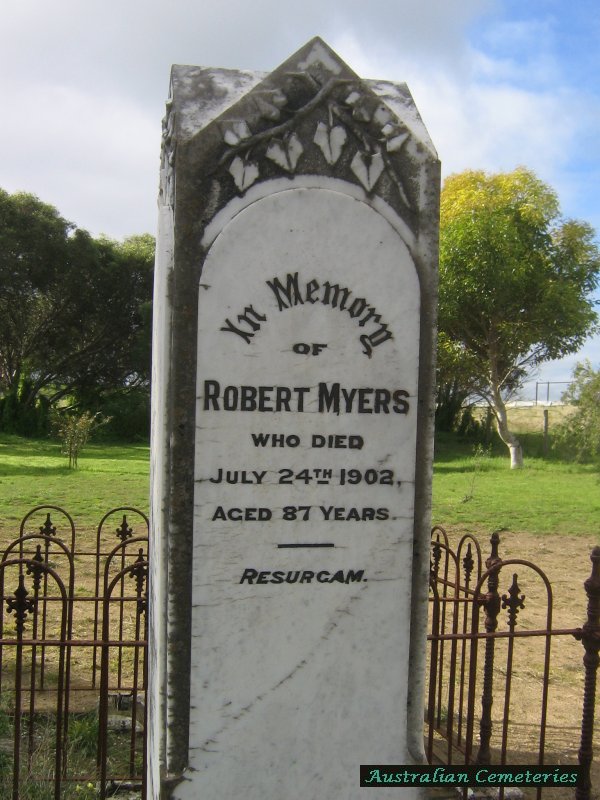 In Memory
OF
ROBERT MYERS
WHO DIED
JULY 24TH 1902,
AGED 87 YEARS.
RESURGAM.
Australian Cemeteries